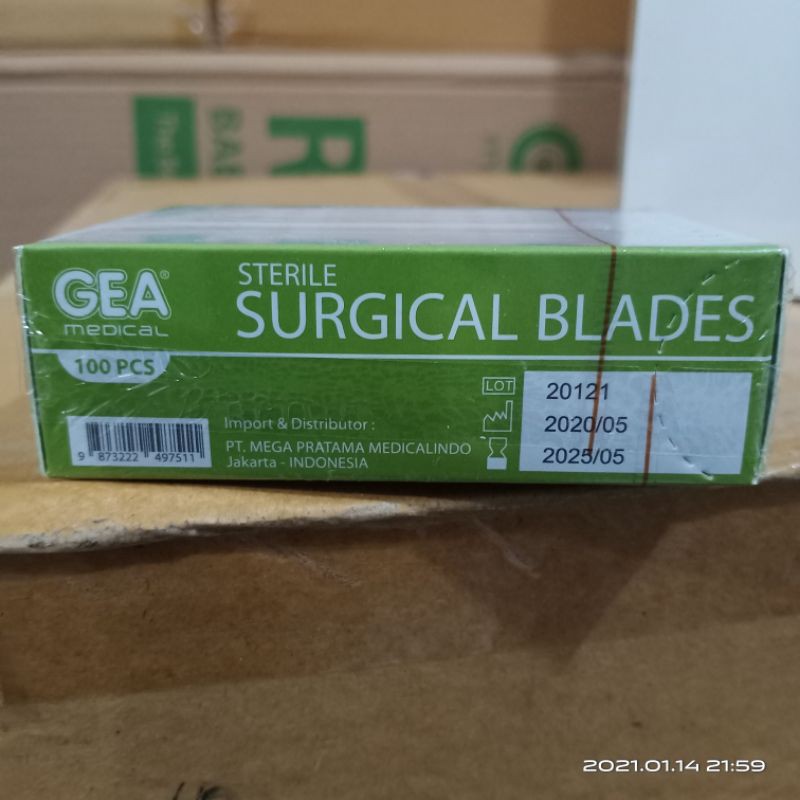 GEA®
MEDICAL
STERILE
SURGICAL BLADES
100 PCS
LOT 20121
2020/05
2025/05
Import & Distributor :
PT. MEGA PRATAMA MEDICALINDO
Jakarta - INDONESIA
9 873222 497511
2021.01.14 21:59